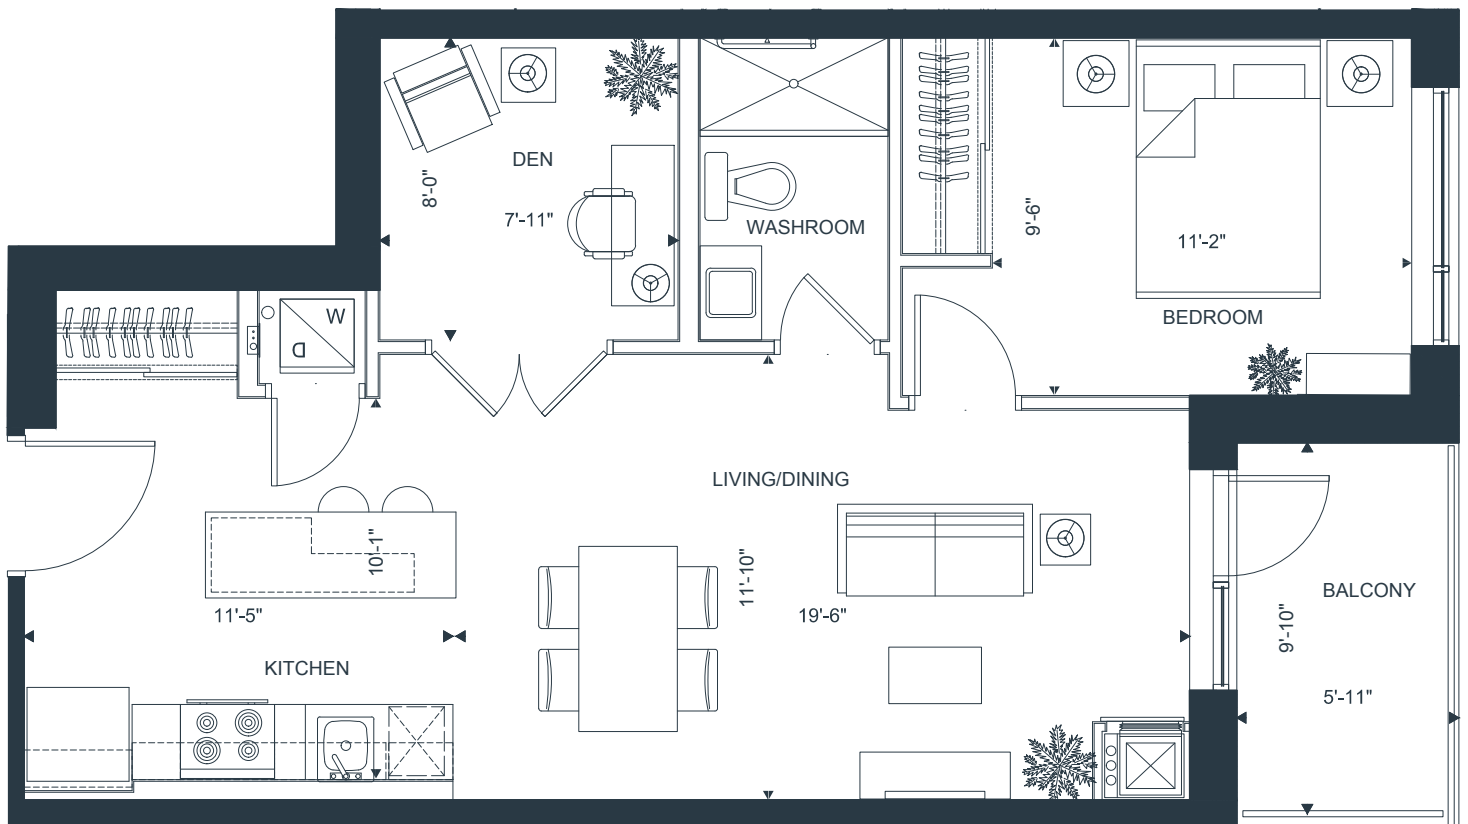 DEN
8'-0"
7'-11"
WASHROOM
9'-6"
11'-2"
BEDROOM
W
D
LIVING/DINING
10'-1"
11'-5"
KITCHEN
11'-10"
19'-6"
BALCONY
9'-10"
5'-11"